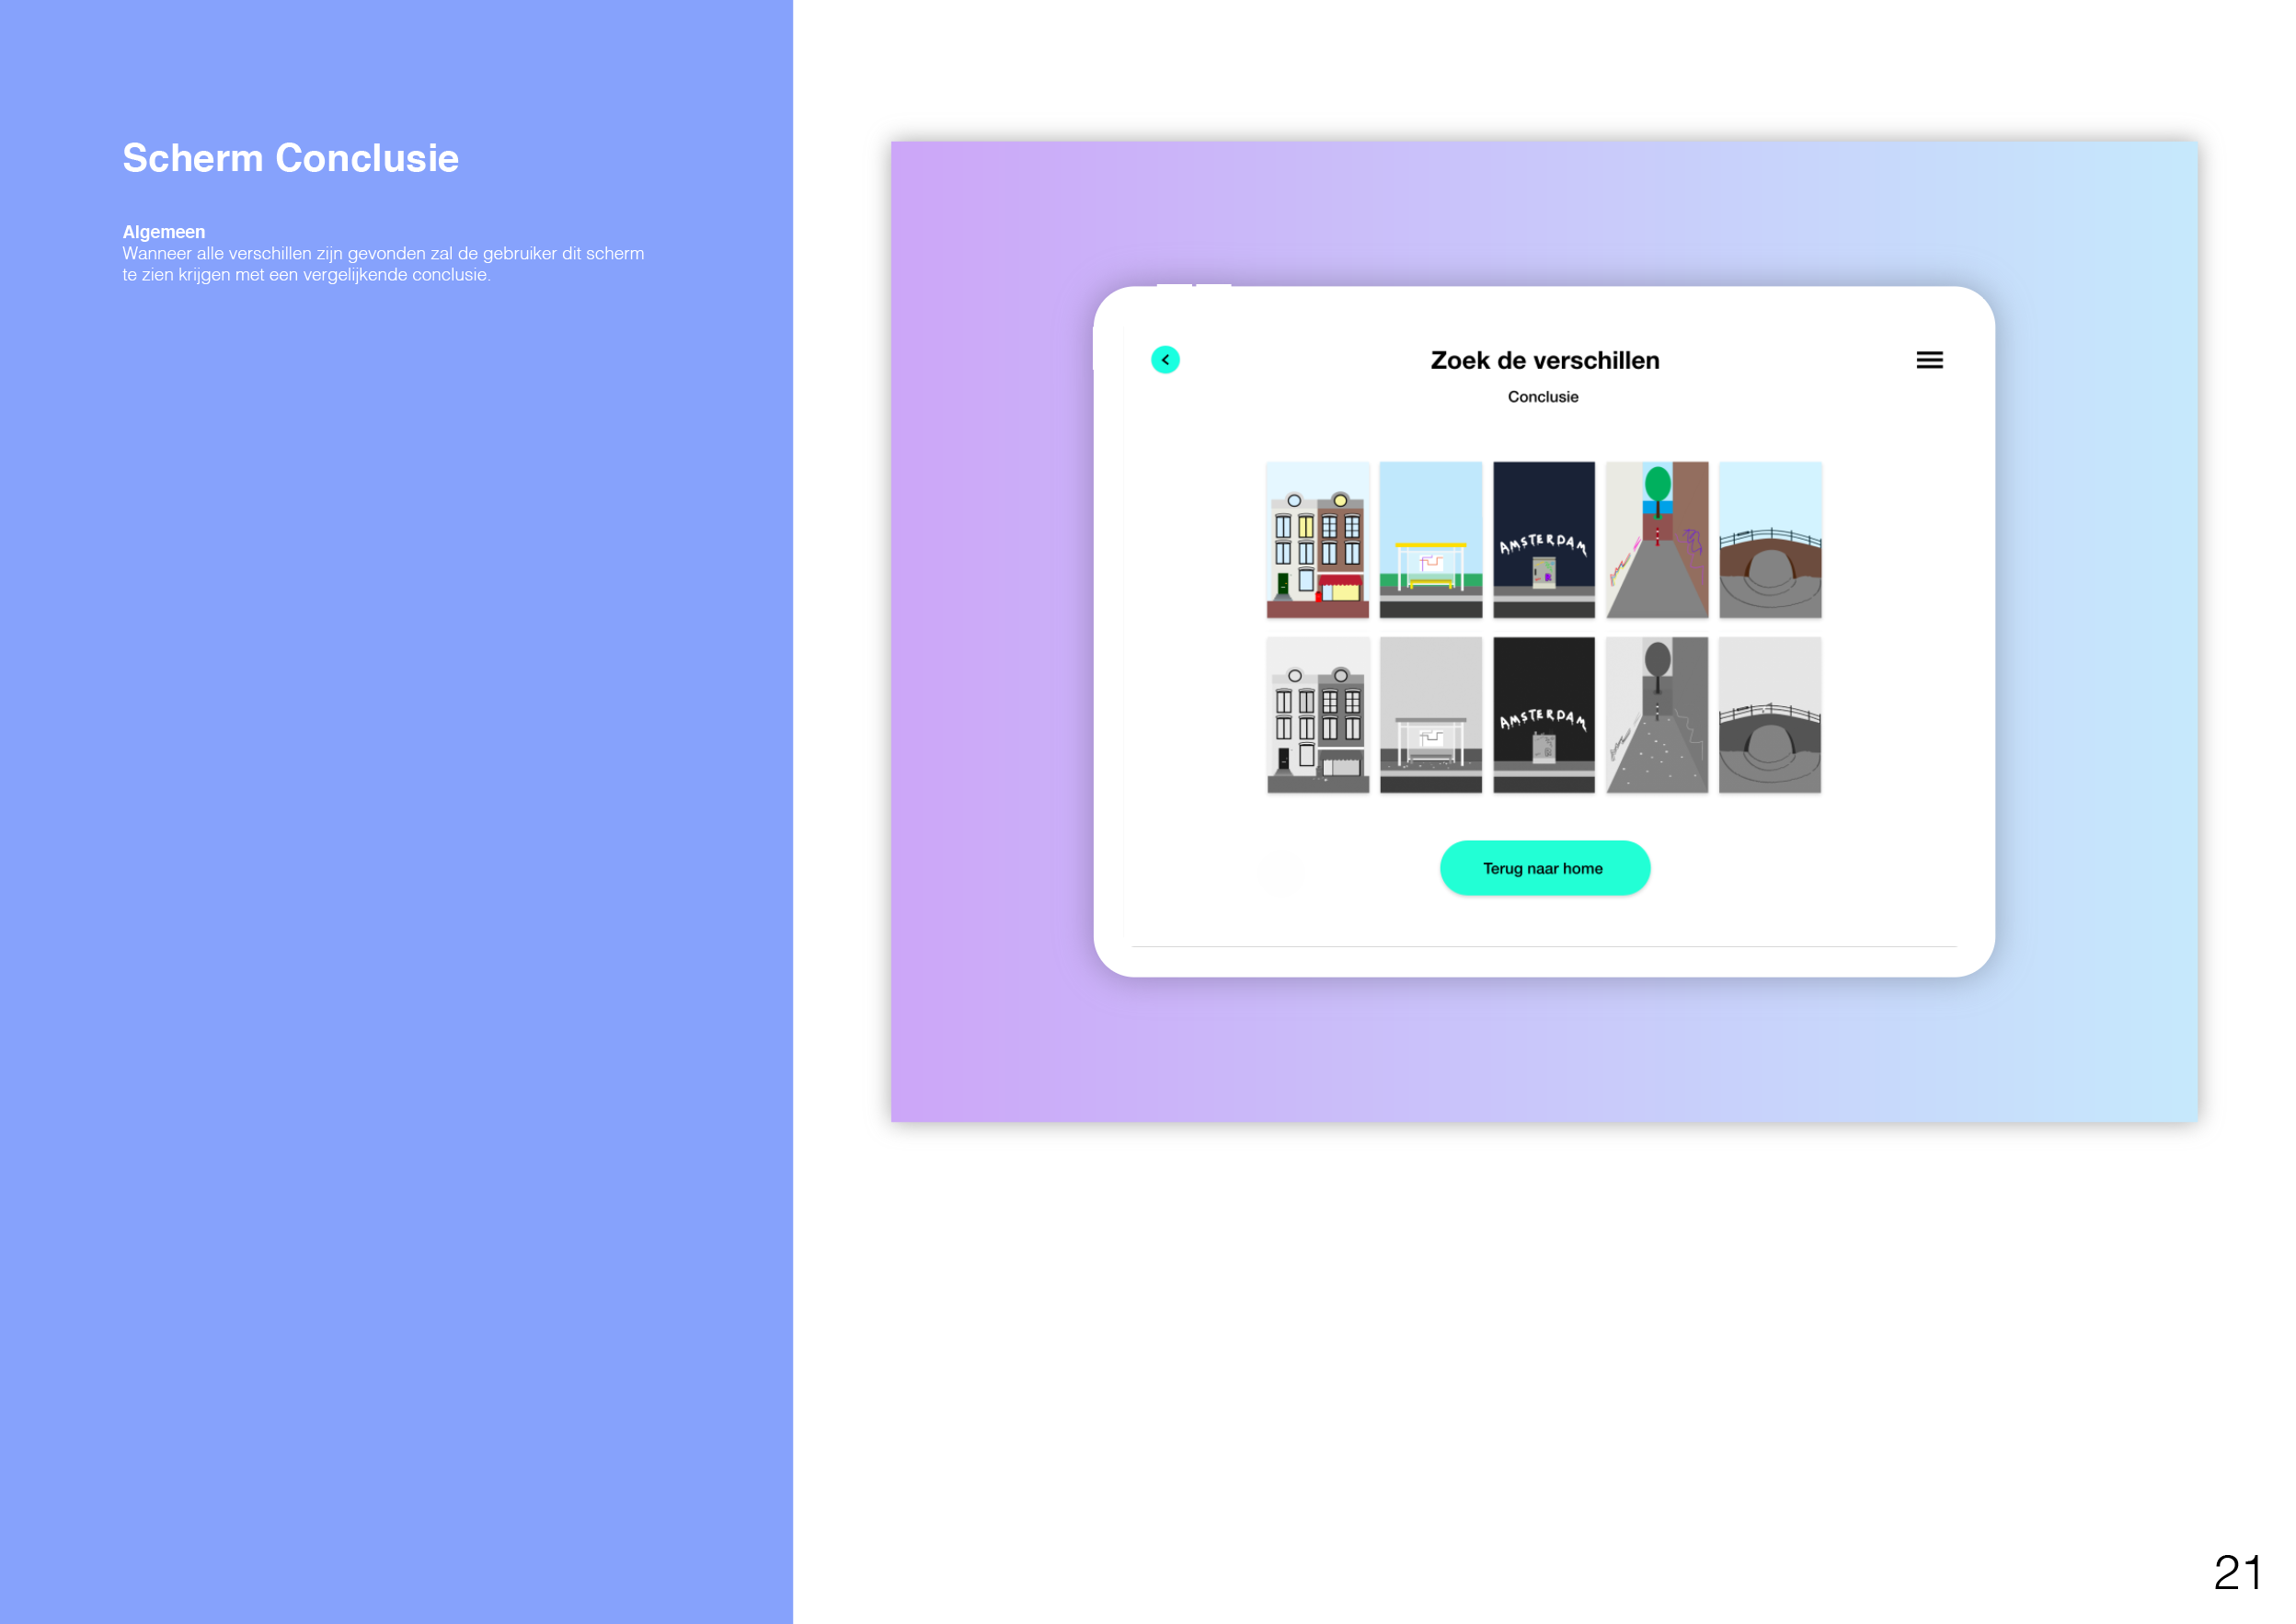 Scherm Conclusie
Algemeen
Wanneer alle verschillen zijn gevonden zal de gebruiker dit scherm
te zien krijgen met een vergelijkende conclusie.
Zoek de verschillen
Conclusie
AMSTERDAM
AMSTERDAM
Terug naar home
21